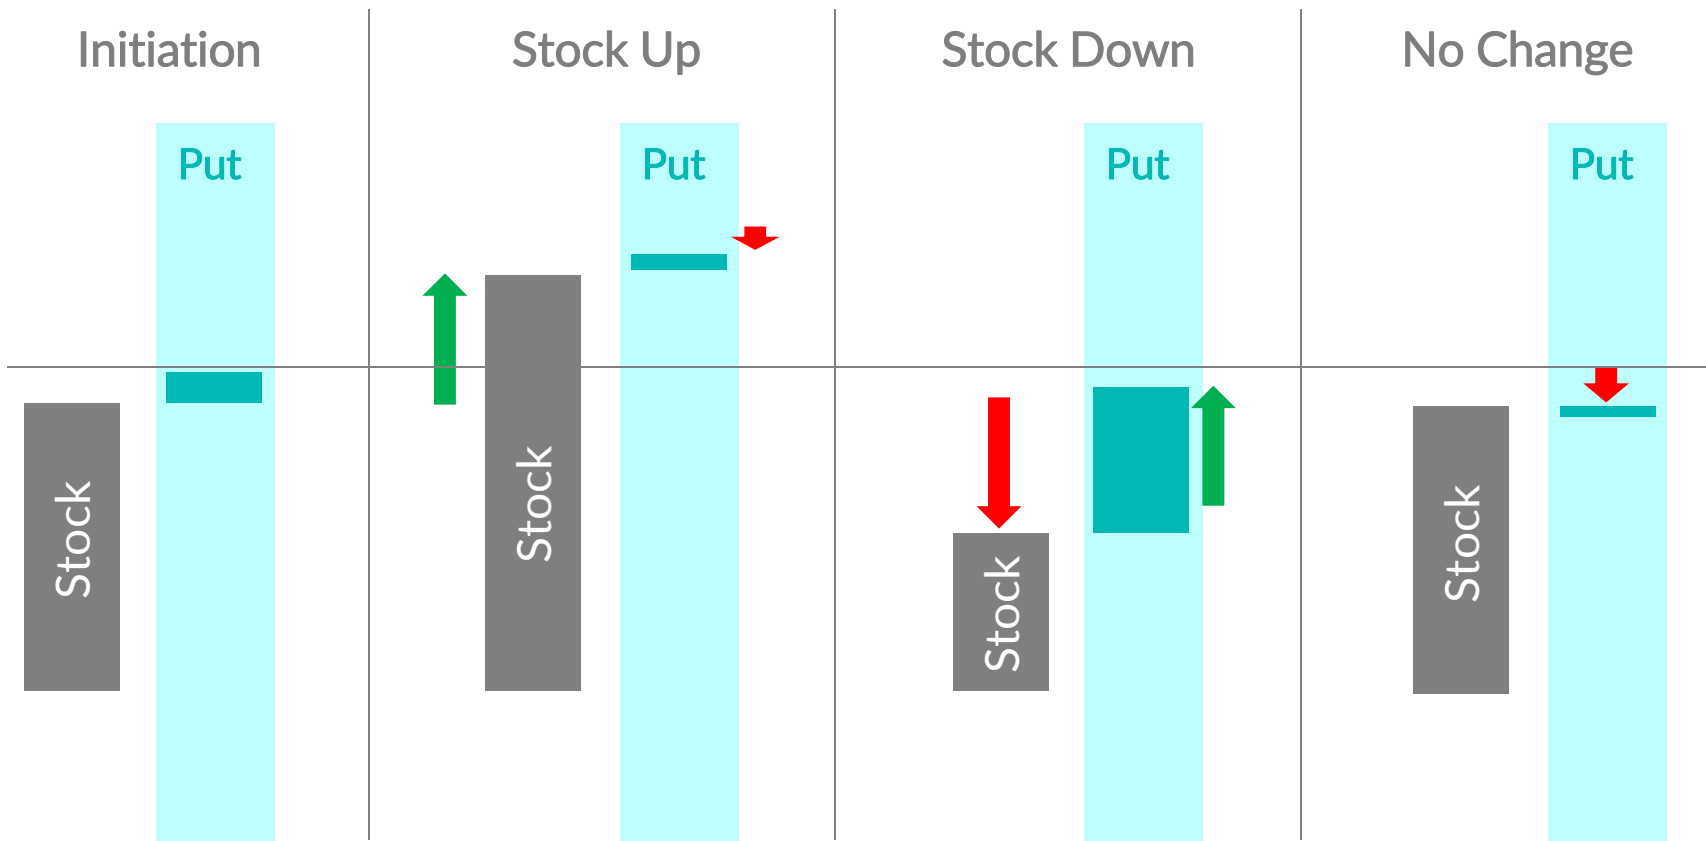 Initiation
Stock Up
Stock Down
No Change
Put
Put
Put
Put
Stock
Stock
Stock
Stock